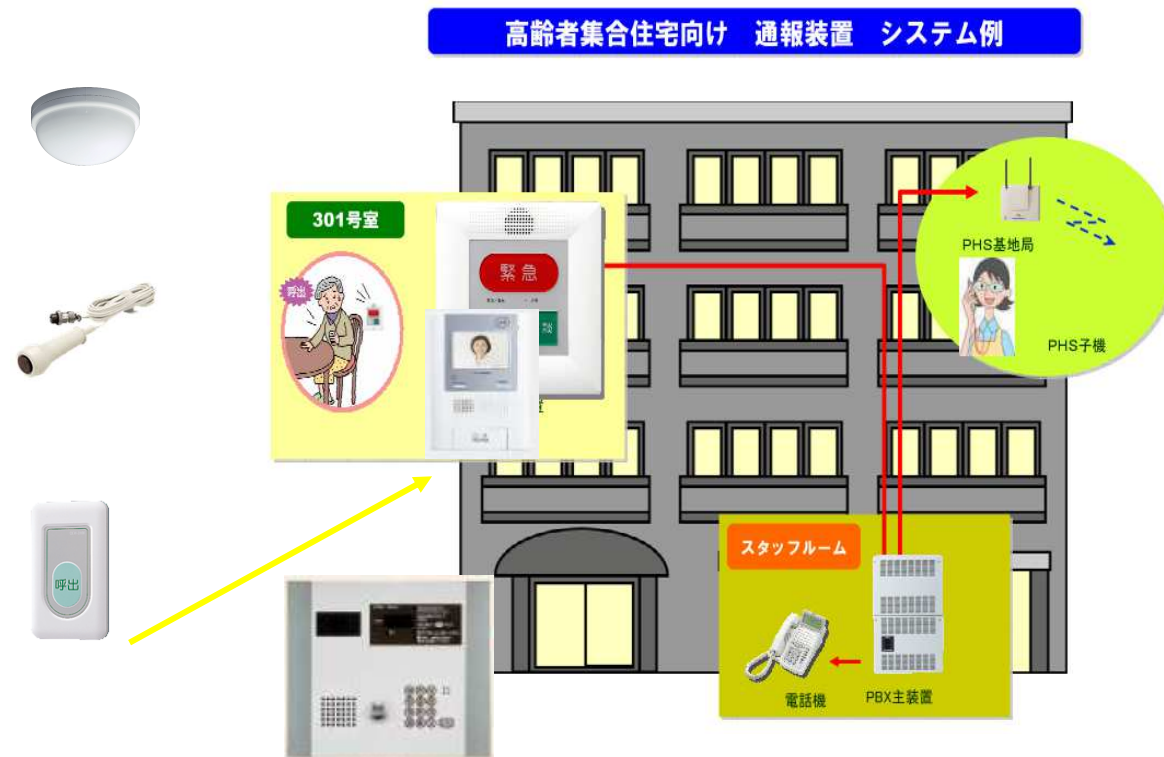 高齢者集合住宅向け　通報装置　システム例
301号室
呼出
緊急
談
置
PHS基地局
PHS子機
呼出
スタッフルーム
電話機
PBX主装置